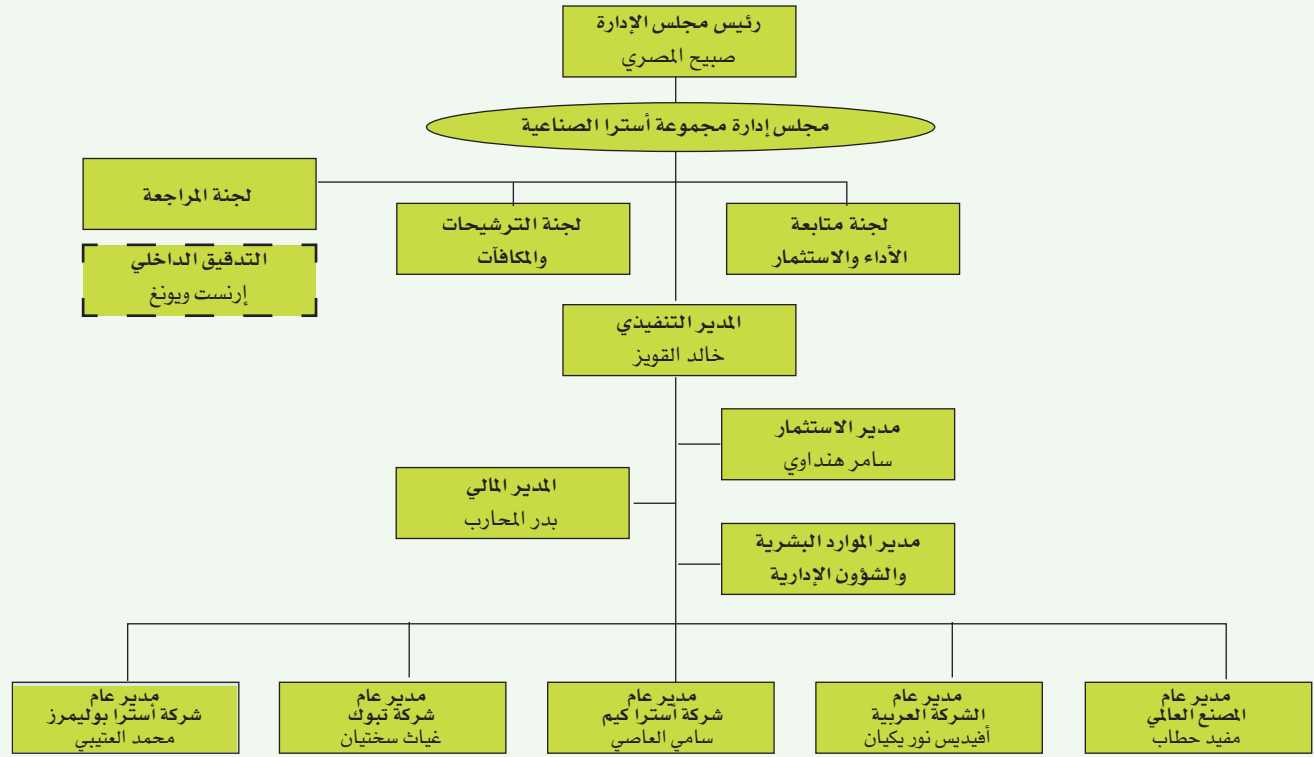 رئيس مجلس الإدارة
صبيح المصري
مجلس إدارة مجموعة أسترا الصناعية
لجنة المراجعة
لجنة متابعة
الأداء والاستثمار
لجنة الترشيحات
والمكافآت
التدقيق الداخلي
إرنست ويونغ
المدير التنفيذي
خالد القويز
مدير الاستثمار
سامر هنداوي
المدير المالي
بدر المحارب
مدير الموارد البشرية
والشؤون الإدارية
مدير عام
المصنع العالمي
مفيد حطاب
مدير عام
الشركة العربية
أفيديس نور يكيان
مدير عام
شركة أسترا كيم
سامي العاصي
مدير عام
شركة تبوك
غياث سختيان
مدير عام
شركة أسترا بوليمرز
محمد العتيبي